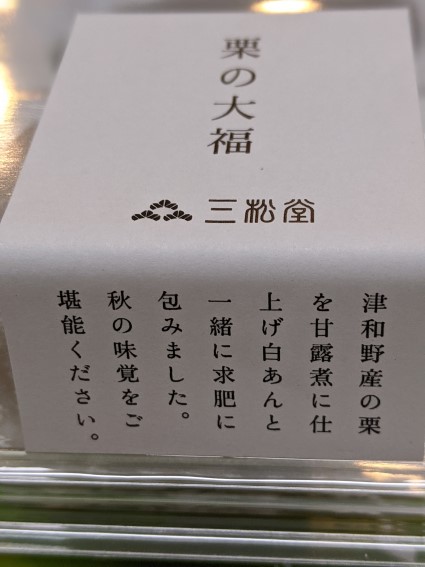 栗の大福
三松堂
津和野産の栗
を甘露煮に仕
上げ白あんと
一緒に求肥に
包みました。
秋の味覚をご
堪能ください。